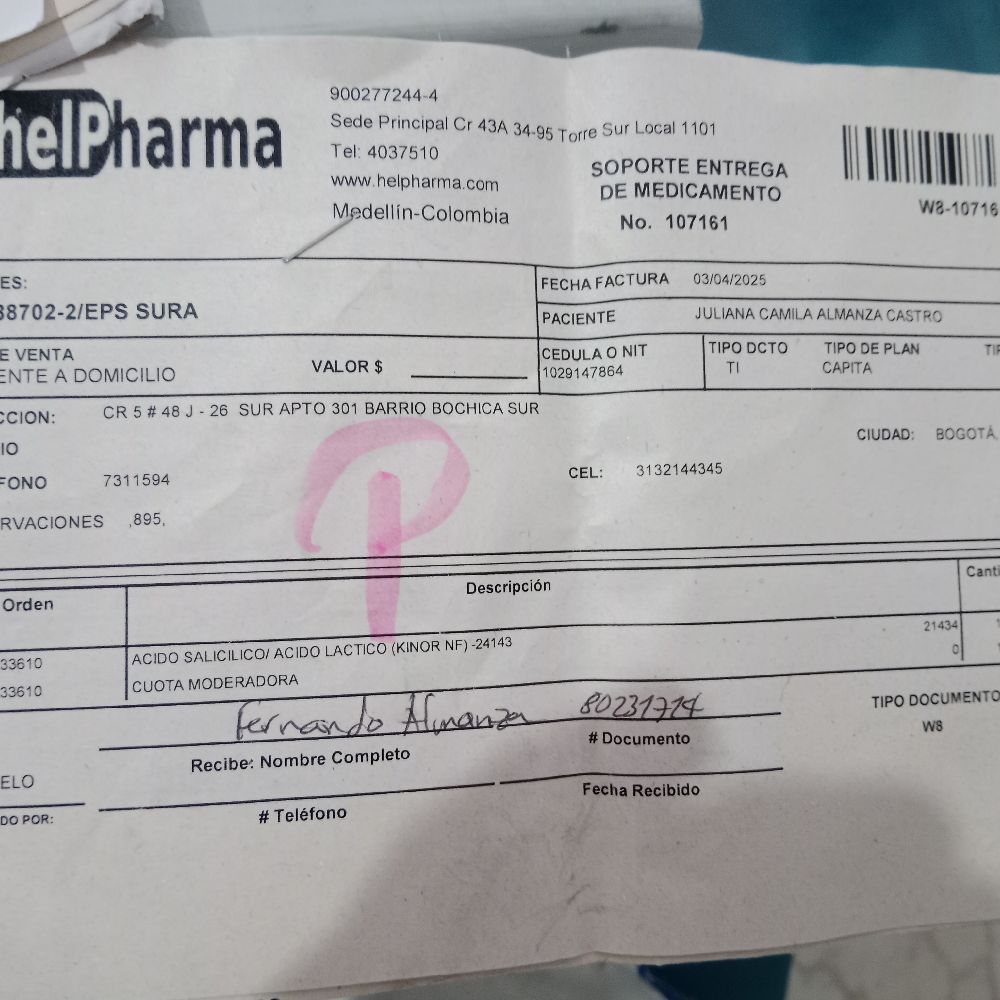 helPharma
900277244-4
Sede Principal Cr 43A 34-95 Torre Sur Local 1101
Tel: 4037510
www.helpharma.com
Medellín-Colombia
SOPORTE ENTREGA
DE MEDICAMENTO
No. 107161
W8-10716
ES:
38702-2/EPS SURA
FECHA FACTURA 03/04/2025
PACIENTE JULIANA CAMILA ALMANZA CASTRO
E VENTA
ENTE A DOMICILIO
VALOR $
CEDULA O NIT
1029147864
TIPO DCTO
TI
TIPO DE PLAN
CAPITA
TIP
CCION: CR 5 # 48 J - 26 SUR APTO 301 BARRIO BOCHICA SUR
IO
CIUDAD: BOGOTÁ,
FONO 7311594
CEL: 3132144345
RVACIONES ,895,
P
Orden Descripción Canti
33610 ACIDO SALICILICO/ ACIDO LACTICO (KINOR NF) -24143 21434 1
33610 CUOTA MODERADORA 0 1
Fernando Almanza 80231714
Recibe: Nombre Completo # Documento
TIPO DOCUMENTO
W8
ELO
DO POR:
# Teléfono Fecha Recibido